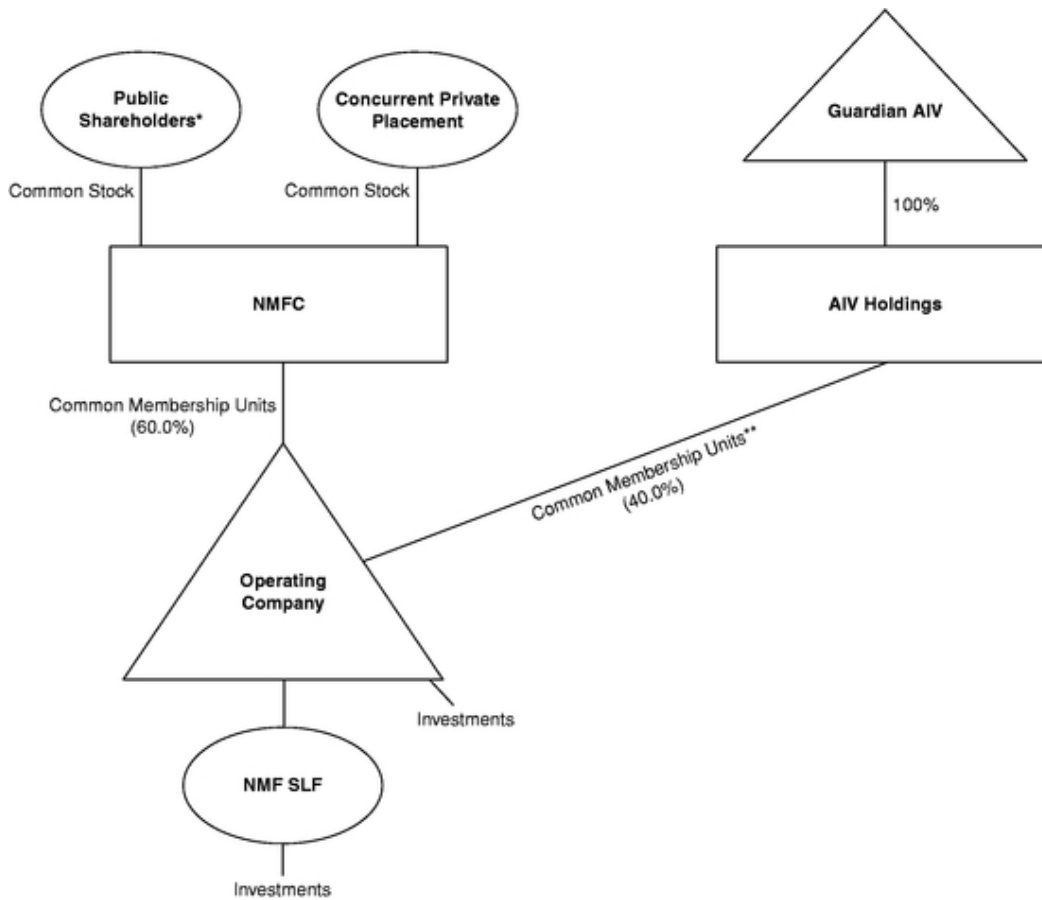 Public
Shareholders*
Concurrent Private
Placement
Guardian AIV
Common Stock
Common Stock
100%
NMFC
AIV Holdings
Common Membership Units
(60.0%)
Common Membership Units**
(40.0%)
Operating
Company
Investments
NMF SLF
Investments